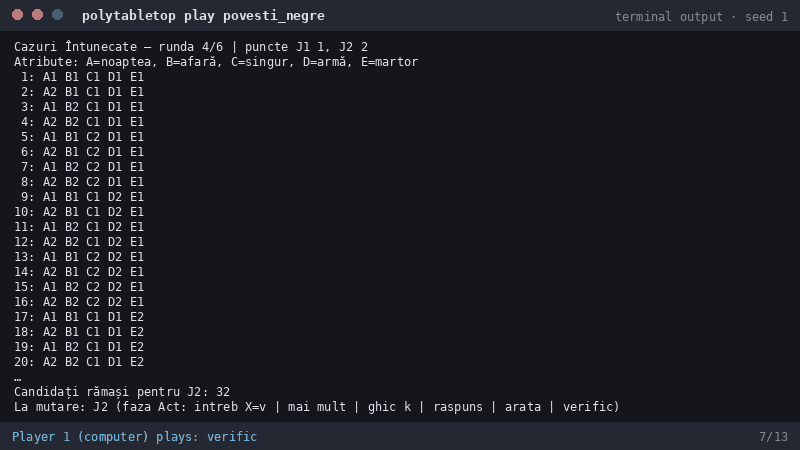 polytabletop play povesti_negre
terminal output · seed 1
Cazuri Întunecate — runda 4/6 | puncte J1 1, J2 2
Atribute: A=noaptea, B=afară, C=singur, D=armă, E=martor
1: A1 B1 C1 D1 E1
2: A2 B1 C1 D1 E1
3: A1 B2 C1 D1 E1
4: A2 B2 C1 D1 E1
5: A1 B1 C2 D1 E1
6: A2 B1 C2 D1 E1
7: A1 B2 C2 D1 E1
8: A2 B2 C2 D1 E1
9: A1 B1 C1 D2 E1
10: A2 B1 C1 D2 E1
11: A1 B2 C1 D2 E1
12: A2 B2 C1 D2 E1
13: A1 B1 C2 D2 E1
14: A2 B1 C2 D2 E1
15: A1 B2 C2 D2 E1
16: A2 B2 C2 D2 E1
17: A1 B1 C1 D1 E2
18: A2 B1 C1 D1 E2
19: A1 B2 C1 D1 E2
20: A2 B2 C1 D1 E2
…
Candidați rămași pentru J2: 32
La mutare: J2 (faza Act: intreb X=v | mai mult | ghic k | raspuns | arata | verific)
Player 1 (computer) plays: verific
7/13